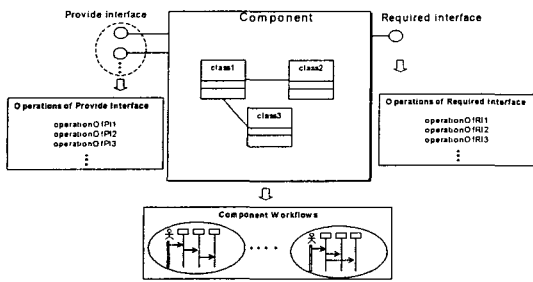 Provide interface
Component
Required interface
class1
class2
class3
Operations of Provide Interface
operationOfPI1
operationOfPI2
operationOfPI3
Operations of Required Interface
operationOfRI1
operationOfRI2
operationOfRI3
Component Workflows